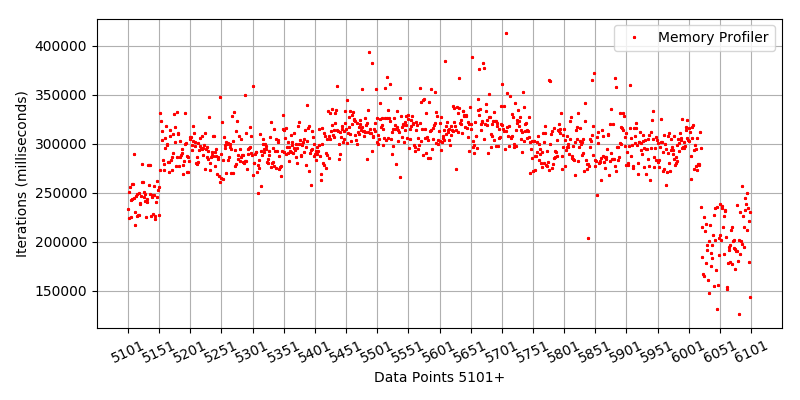 Memory Profiler
400000
350000
300000
250000
200000
150000
Iterations (milliseconds)
5101 5151 5201 5251 5301 5351 5401 5451 5501 5551 5601 5651 5701 5751 5801 5851 5901 5951 6001 6051 6101
Data Points 5101+